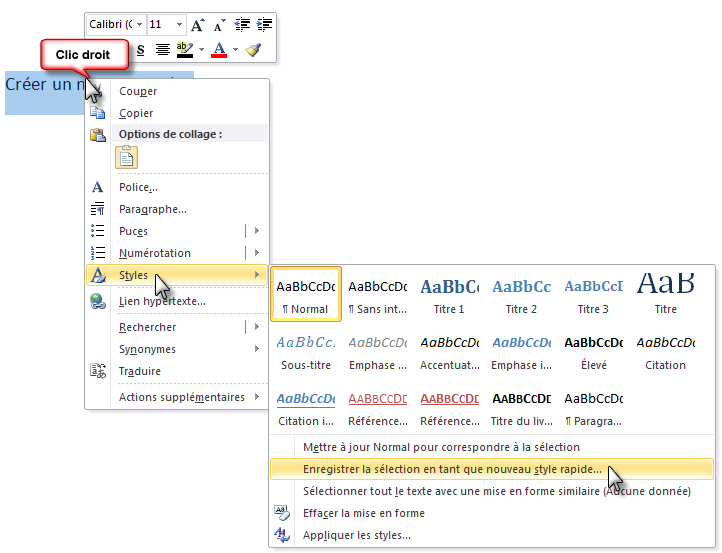 Calibri (C 11 A A
S ab A
Clic droit
Créer un n
Couper
Copier
Options de collage :
Police...
Paragraphe...
Puces
Numérotation
Styles
Lien hypertexte...
Rechercher
Synonymes
Traduire
Actions supplémentaires
AaBbCcDc AaBbCcDc AaBbCc AaBbCc AaBbCcI AaB
¶ Normal ¶ Sans int... Titre 1 Titre 2 Titre 3 Titre
AaBbCc. AaBbCcDc AaBbCcDc AaBbCcDc AaBbCcDc AaBbCcDc
Sous-titre Emphase ... Accentuat... Emphase i... Élevé Citation
AaBbCcDc AaBbCcDd AaBbCcDd AaBbCcDd AaBbCcDc
Citation i... Référence... Référence... Titre du liv... ¶ Paragra...
Mettre à jour Normal pour correspondre à la sélection
Enregistrer la sélection en tant que nouveau style rapide...
Sélectionner tout le texte avec une mise en forme similaire (Aucune donnée)
Effacer la mise en forme
Appliquer les styles...